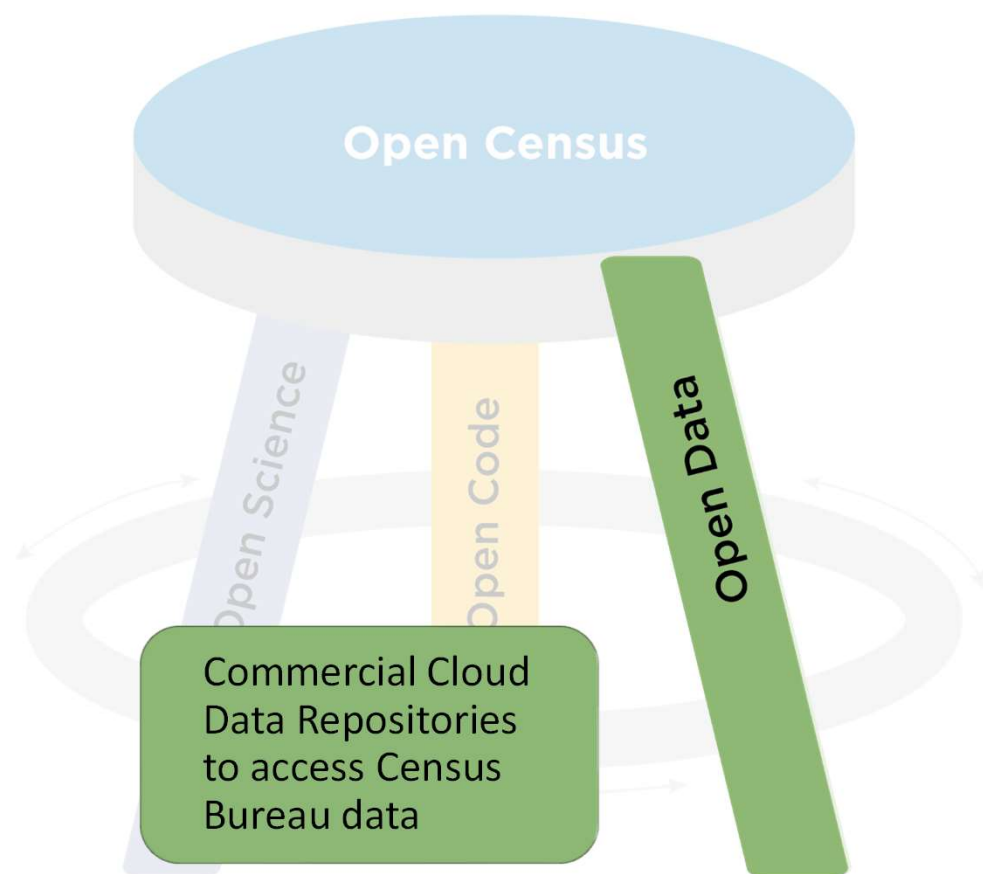 Open Census
Open Science
Open Code
Open Data
Commercial Cloud
Data Repositories
to access Census
Bureau data